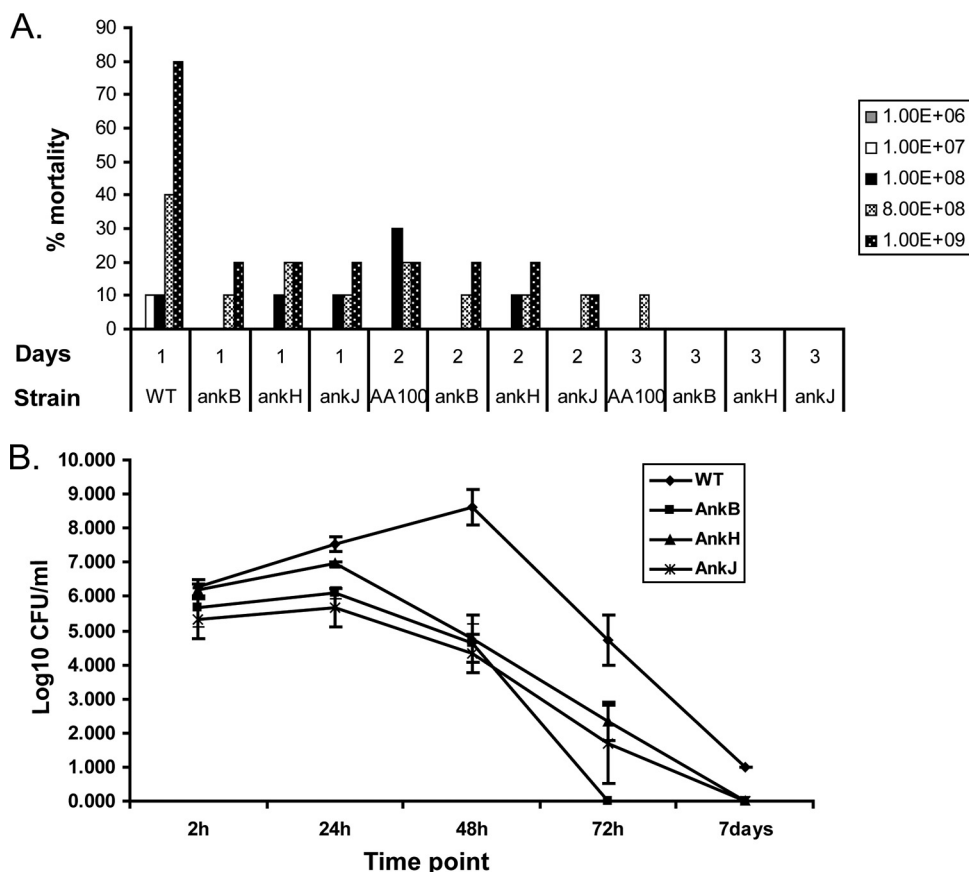 A.
% mortality
90
80
70
60
50
40
30
20
10
0
1.00E+06
1.00E+07
1.00E+08
8.00E+08
1.00E+09
Days 1 1 1 1 2 2 2 2 3 3 3 3
Strain WT ankB ankH ankJ AA100 ankB ankH ankJ AA100 ankB ankH ankJ
B.
Log10 CFU/ml
10.000
9.000
8.000
7.000
6.000
5.000
4.000
3.000
2.000
1.000
0.000
WT
AnkB
AnkH
AnkJ
2h 24h 48h 72h 7days
Time point